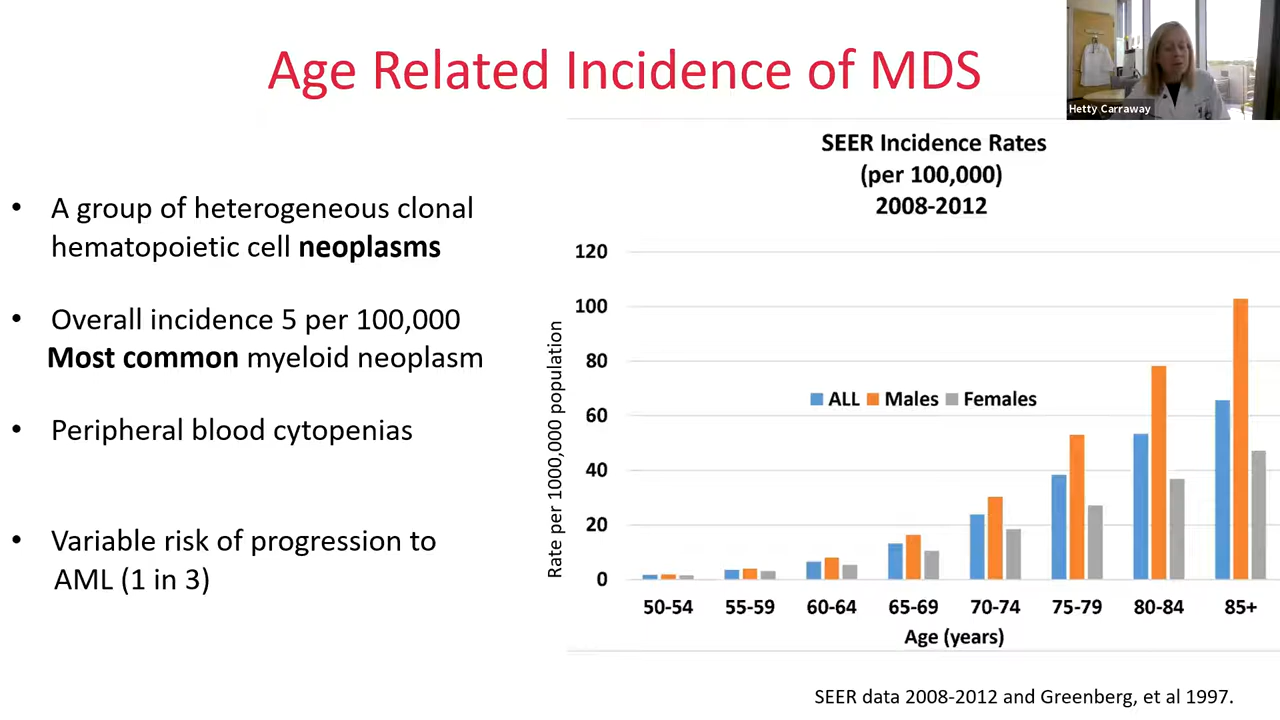 Age Related Incidence of MDS
Hetty Carraway
• A group of heterogeneous clonal
hematopoietic cell neoplasms
• Overall incidence 5 per 100,000
Most common myeloid neoplasm
• Peripheral blood cytopenias
• Variable risk of progression to
AML (1 in 3)
SEER Incidence Rates
(per 100,000)
2008-2012
Rate per 1000,000 population
120
100
80
60
40
20
0
ALL Males Females
50-54 55-59 60-64 65-69 70-74 75-79 80-84 85+
Age (years)
SEER data 2008-2012 and Greenberg, et al 1997.